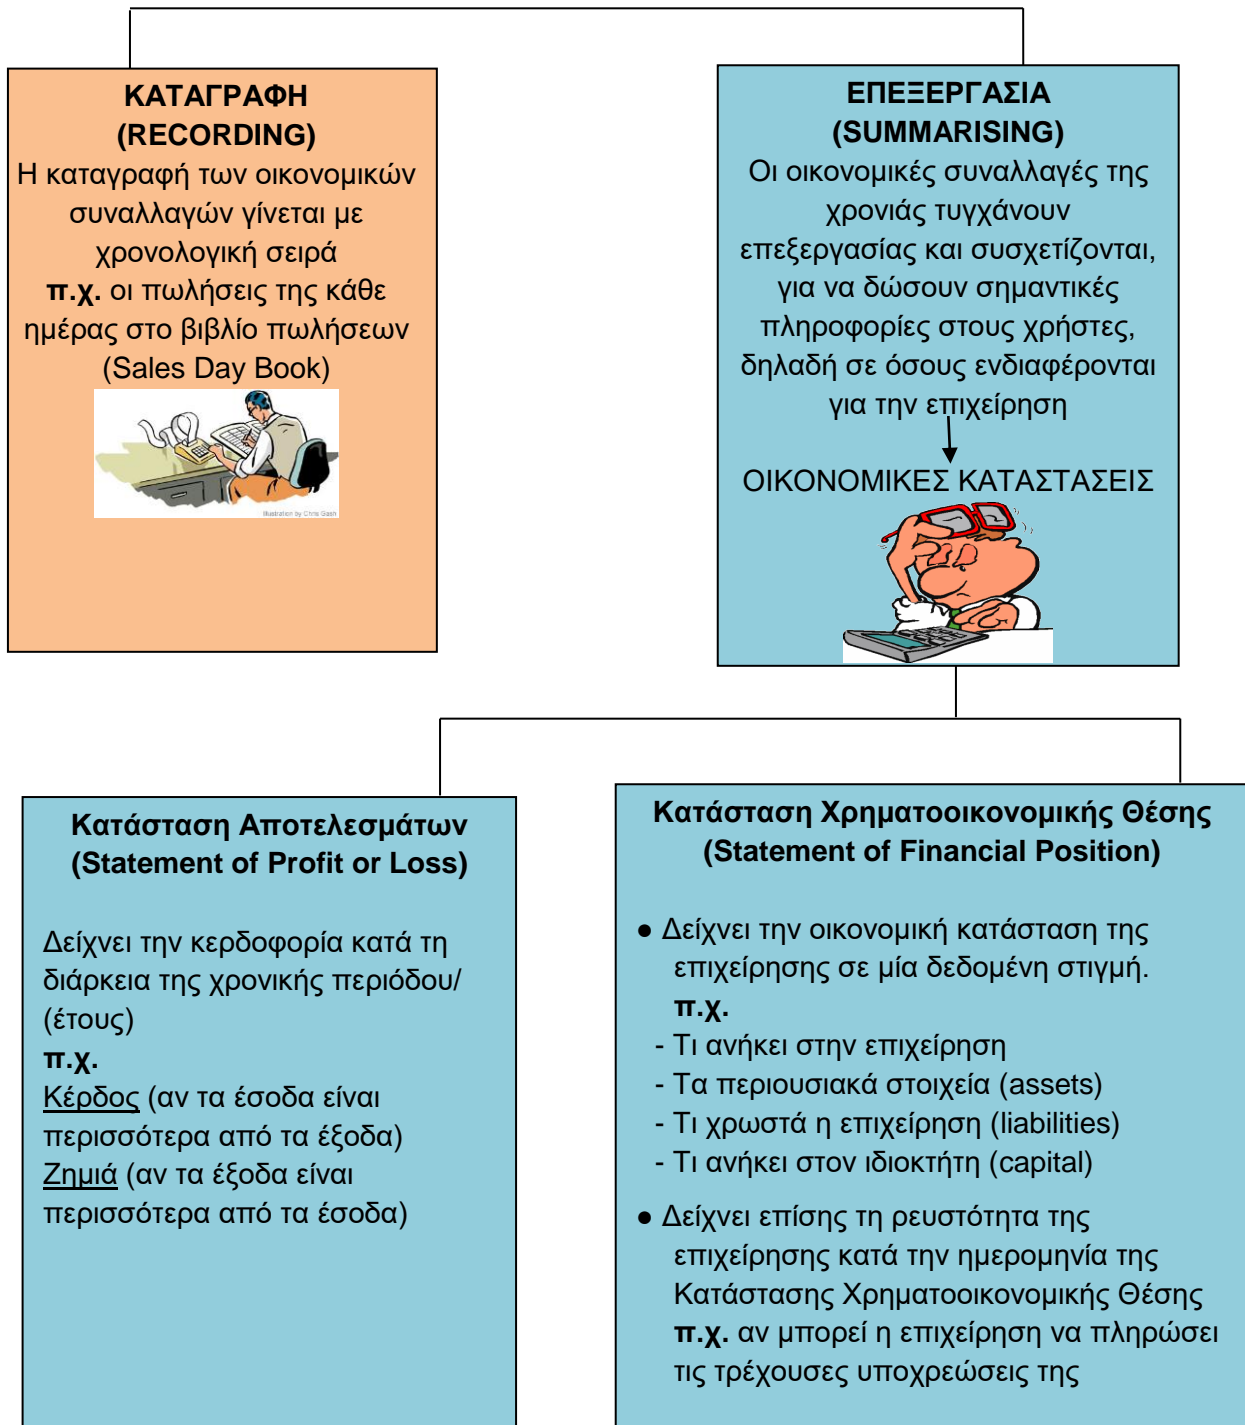 ΚΑΤΑΓΡΑΦΗ
(RECORDING)
Η καταγραφή των οικονομικών
συναλλαγών γίνεται με
χρονολογική σειρά
π.χ. οι πωλήσεις της κάθε
ημέρας στο βιβλίο πωλήσεων
(Sales Day Book)
Illustration by Chris Gash
ΕΠΕΞΕΡΓΑΣΙΑ
(SUMMARISING)
Οι οικονομικές συναλλαγές της
χρονιάς τυγχάνουν
επεξεργασίας και συσχετίζονται,
για να δώσουν σημαντικές
πληροφορίες στους χρήστες,
δηλαδή σε όσους ενδιαφέρονται
για την επιχείρηση
ΟΙΚΟΝΟΜΙΚΕΣ ΚΑΤΑΣΤΑΣΕΙΣ
Κατάσταση Αποτελεσμάτων
(Statement of Profit or Loss)
Δείχνει την κερδοφορία κατά τη
διάρκεια της χρονικής περιόδου/
(έτους)
π.χ.
Κέρδος (αν τα έσοδα είναι
περισσότερα από τα έξοδα)
Ζημιά (αν τα έξοδα είναι
περισσότερα από τα έσοδα)
Κατάσταση Χρηματοοικονομικής Θέσης
(Statement of Financial Position)
● Δείχνει την οικονομική κατάσταση της
επιχείρησης σε μία δεδομένη στιγμή.
π.χ.
- Τι ανήκει στην επιχείρηση
- Τα περιουσιακά στοιχεία (assets)
- Τι χρωστά η επιχείρηση (liabilities)
- Τι ανήκει στον ιδιοκτήτη (capital)
● Δείχνει επίσης τη ρευστότητα της
επιχείρησης κατά την ημερομηνία της
Κατάστασης Χρηματοοικονομικής Θέσης
π.χ. αν μπορεί η επιχείρηση να πληρώσει
τις τρέχουσες υποχρεώσεις της